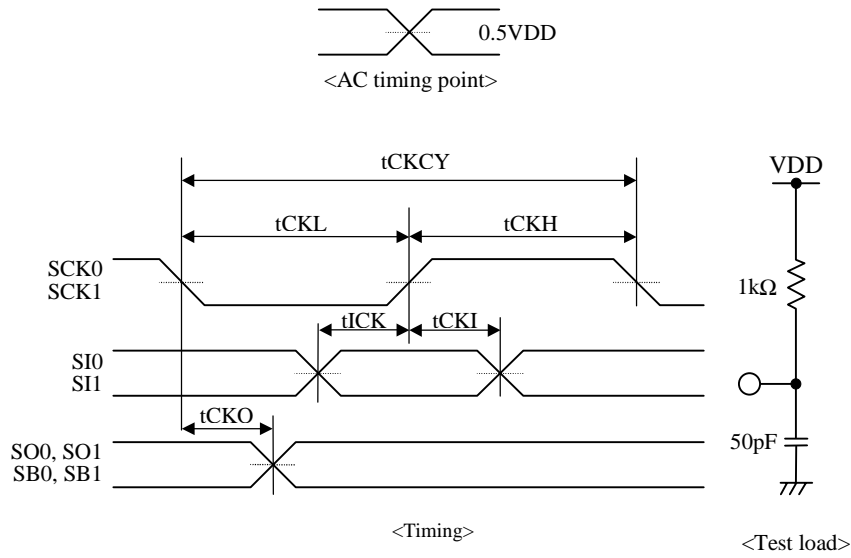 0.5VDD
<AC timing point>
tCKCY
VDD
tCKL
tCKH
SCK0
SCK1
1kΩ
tICK
tCKI
SI0
SI1
tCKO
SO0, SO1
SB0, SB1
50pF
<Timing>
<Test load>